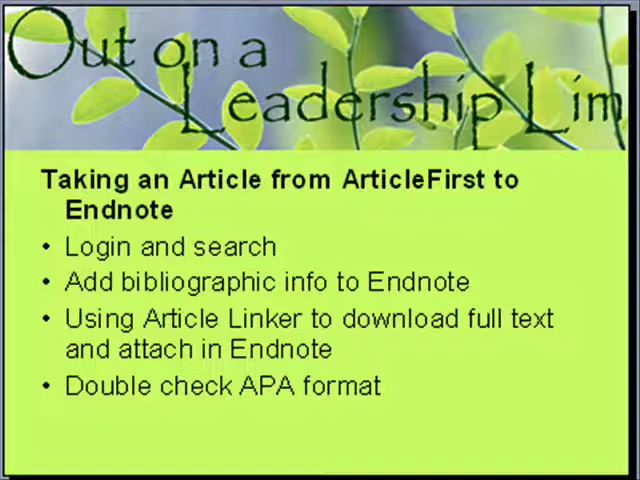 Out on a
Leadership Lim
Taking an Article from ArticleFirst to
Endnote
• Login and search
• Add bibliographic info to Endnote
• Using Article Linker to download full text
and attach in Endnote
• Double check APA format